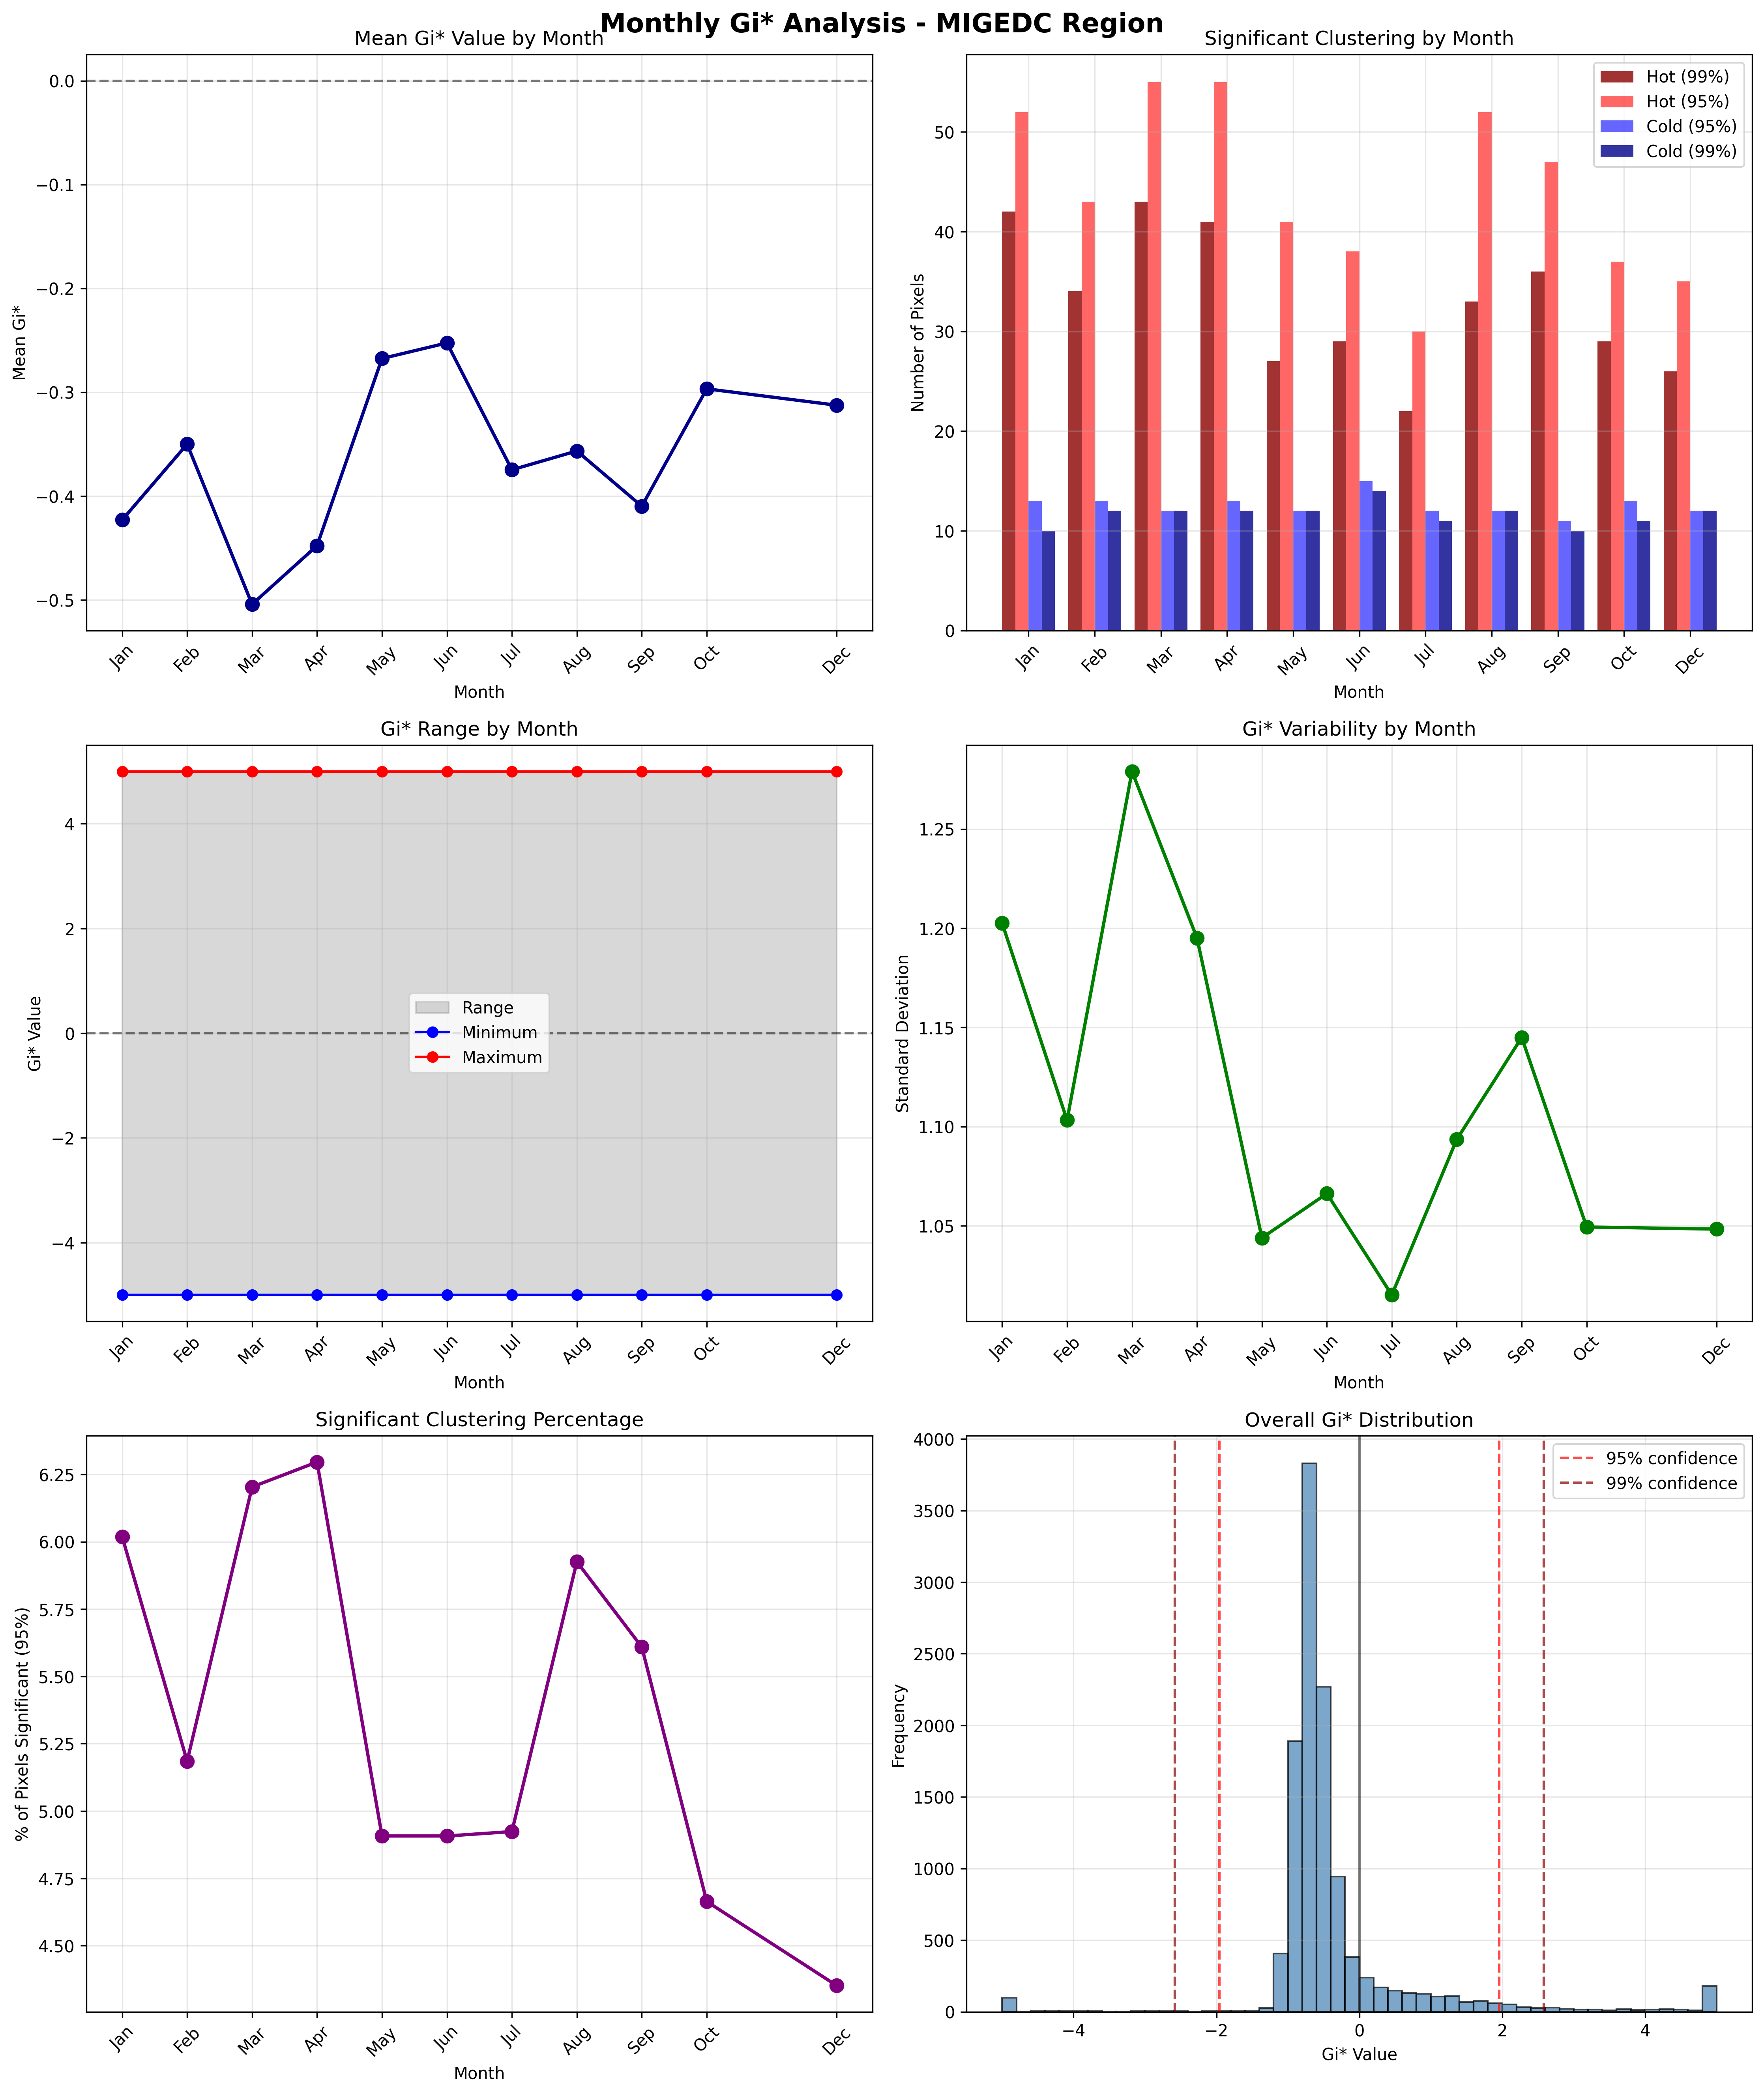 Monthly Gi* Analysis - MIGEDC Region
Mean Gi* Value by Month
Mean Gi*
0.0
−0.1
−0.2
−0.3
−0.4
−0.5
Jan Feb Mar Apr May Jun Jul Aug Sep Oct Dec
Month
Significant Clustering by Month
Hot (99%)
Hot (95%)
Cold (95%)
Cold (99%)
Number of Pixels
50
40
30
20
10
0
Jan Feb Mar Apr May Jun Jul Aug Sep Oct Dec
Month
Gi* Range by Month
Gi* Value
4
2
0
−2
−4
Range
Minimum
Maximum
Jan Feb Mar Apr May Jun Jul Aug Sep Oct Dec
Month
Gi* Variability by Month
Standard Deviation
1.25
1.20
1.15
1.10
1.05
Jan Feb Mar Apr May Jun Jul Aug Sep Oct Dec
Month
Significant Clustering Percentage
% of Pixels Significant (95%)
6.25
6.00
5.75
5.50
5.25
5.00
4.75
4.50
Jan Feb Mar Apr May Jun Jul Aug Sep Oct Dec
Month
Overall Gi* Distribution
95% confidence
99% confidence
Frequency
4000
3500
3000
2500
2000
1500
1000
500
0
−4 −2 0 2 4
Gi* Value